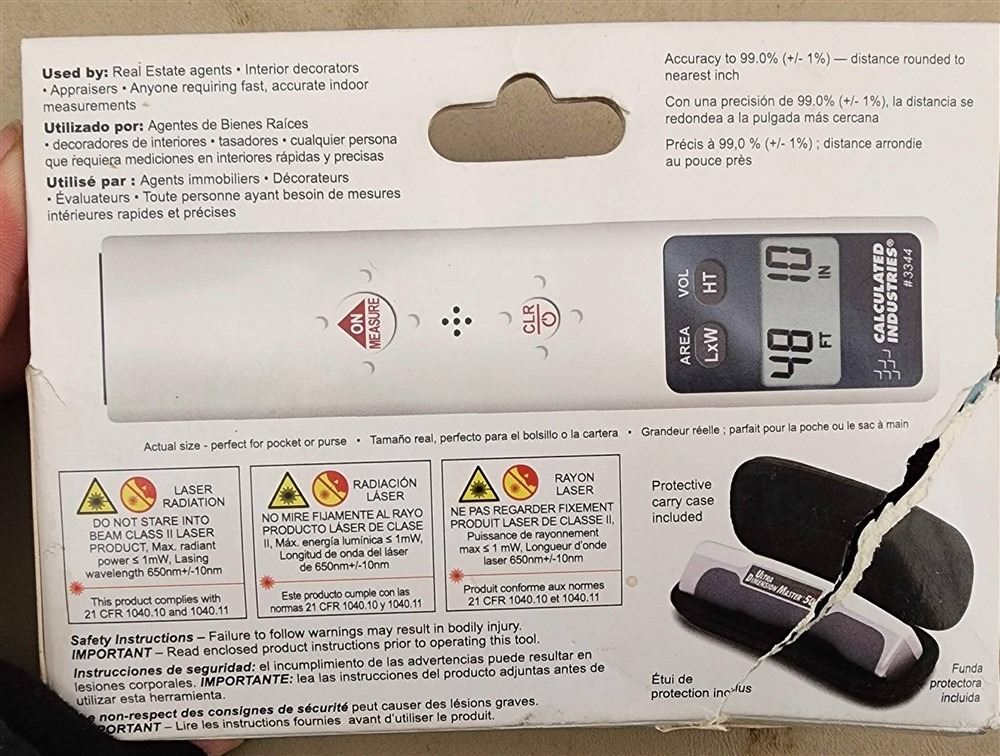 Used by: Real Estate agents • Interior decorators
• Appraisers • Anyone requiring fast, accurate indoor
measurements
Utilizado por: Agentes de Bienes Raíces
• decoradores de interiores • tasadores • cualquier persona
que requiera mediciones en interiores rápidas y precisas
Utilisé par : Agents immobiliers • Décorateurs
• Évaluateurs • Toute personne ayant besoin de mesures
intérieures rapides et précises
Accuracy to 99.0% (+/- 1%) — distance rounded to
nearest inch
Con una precisión de 99.0% (+/- 1%), la distancia se
redondea a la pulgada más cercana
Précis à 99,0 % (+/- 1%) ; distance arrondie
au pouce près
ON
MEASURE
CLR
AREA VOL
LxW HT
48 10
FT IN
CALCULATED
INDUSTRIES®
#3344
Actual size - perfect for pocket or purse • Tamaño real, perfecto para el bolsillo o la cartera • Grandeur réelle ; parfait pour la poche ou le sac à main
LASER
RADIATION
DO NOT STARE INTO
BEAM CLASS II LASER
PRODUCT, Max. radiant
power ≤ 1mW, Lasing
wavelength 650nm+/-10nm
This product complies with
21 CFR 1040.10 and 1040.11
RADIACIÓN
LÁSER
NO MIRE FIJAMENTE AL RAYO
PRODUCTO LÁSER DE CLASE
II, Máx. energía lumínica ≤ 1mW,
Longitud de onda del láser
de 650nm+/-10nm
Este producto cumple con las
normas 21 CFR 1040.10 y 1040.11
RAYON
LASER
NE PAS REGARDER FIXEMENT
PRODUIT LASER DE CLASSE II,
Puissance de rayonnement
max ≤ 1 mW, Longueur d'onde
laser 650nm+/-10nm
Produit conforme aux normes
21 CFR 1040.10 et 1040.11
Protective
carry case
included
ULTRA
DIMENSION MASTER
Étui de
protection inclus
Funda
protectora
incluida
Safety Instructions – Failure to follow warnings may result in bodily injury.
IMPORTANT – Read enclosed product instructions prior to operating this tool.
Instrucciones de seguridad: el incumplimiento de las advertencias puede resultar en
lesiones corporales. IMPORTANTE: lea las instrucciones del producto adjuntas antes de
utilizar esta herramienta.
e non-respect des consignes de sécurité peut causer des lésions graves.
PORTANT – Lire les instructions fournies avant d'utiliser le produit.